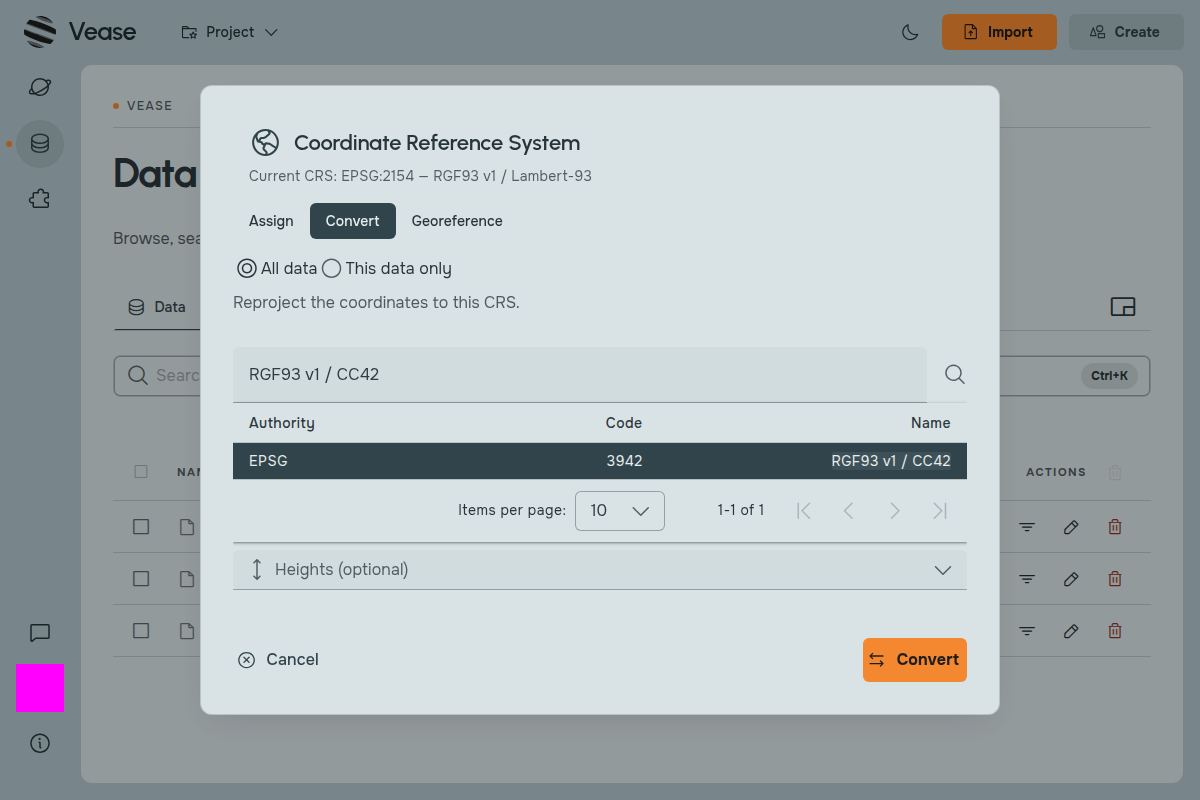 Vease
Project
Import
Create
VEASE
Data
Browse, sea
Data
Searc
Ctrl+K
NAM
ACTIONS
Coordinate Reference System
Current CRS: EPSG:2154 — RGF93 v1 / Lambert-93
Assign
Convert
Georeference
All data
This data only
Reproject the coordinates to this CRS.
RGF93 v1 / CC42
Authority
Code
Name
EPSG
3942
RGF93 v1 / CC42
Items per page:
10
1-1 of 1
Heights (optional)
Cancel
Convert